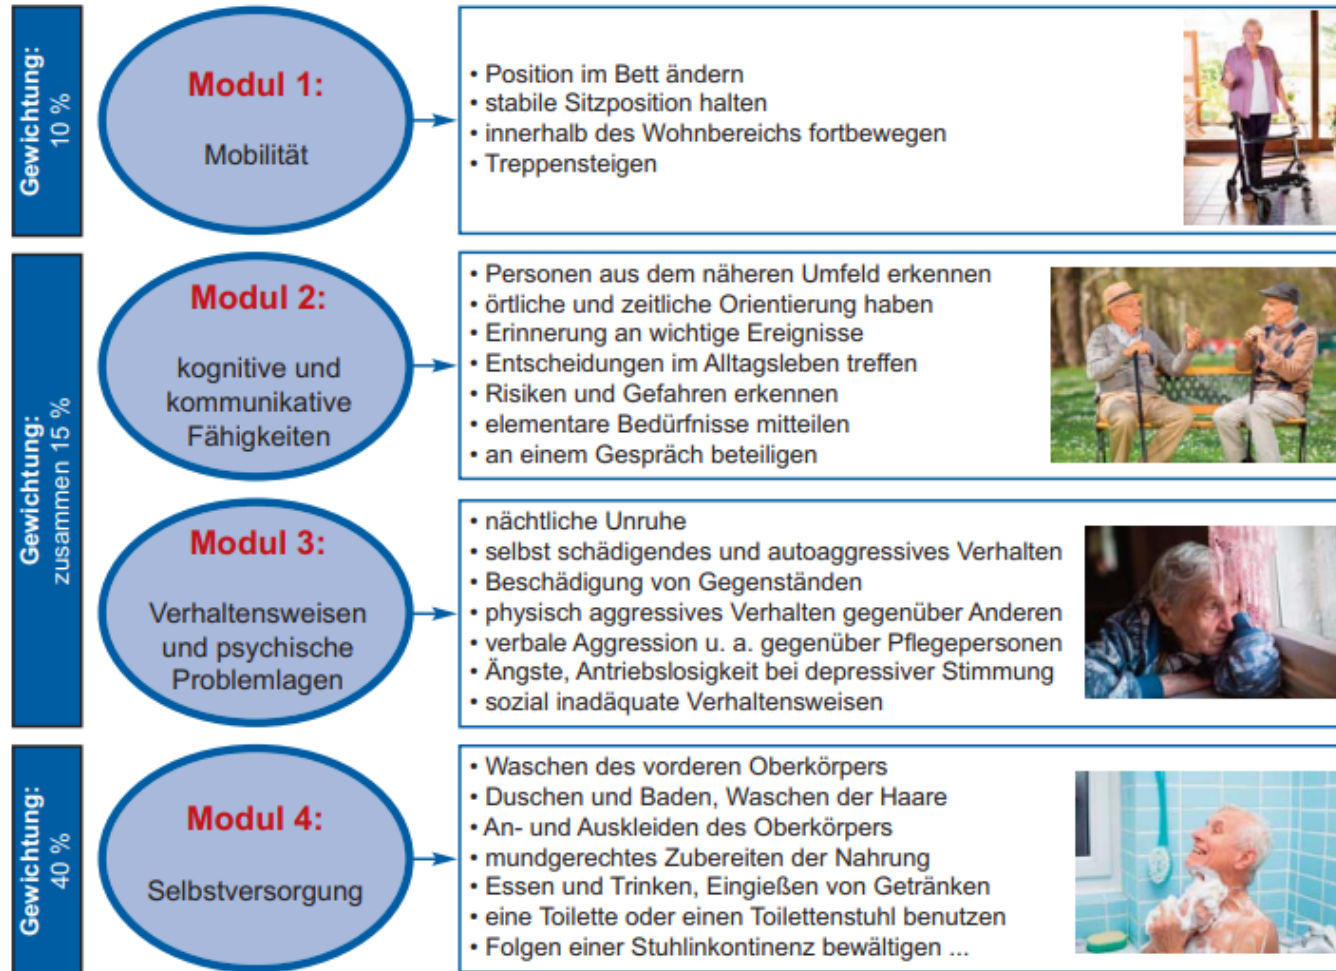 Gewichtung:
10 %
Modul 1:
Mobilität
• Position im Bett ändern
• stabile Sitzposition halten
• innerhalb des Wohnbereichs fortbewegen
• Treppensteigen
Gewichtung:
zusammen 15 %
Modul 2:
kognitive und
kommunikative
Fähigkeiten
• Personen aus dem näheren Umfeld erkennen
• örtliche und zeitliche Orientierung haben
• Erinnerung an wichtige Ereignisse
• Entscheidungen im Alltagsleben treffen
• Risiken und Gefahren erkennen
• elementare Bedürfnisse mitteilen
• an einem Gespräch beteiligen
Modul 3:
Verhaltensweisen
und psychische
Problemlagen
• nächtliche Unruhe
• selbst schädigendes und autoaggressives Verhalten
• Beschädigung von Gegenständen
• physisch aggressives Verhalten gegenüber Anderen
• verbale Aggression u. a. gegenüber Pflegepersonen
• Ängste, Antriebslosigkeit bei depressiver Stimmung
• sozial inadäquate Verhaltensweisen
Gewichtung:
40 %
Modul 4:
Selbstversorgung
• Waschen des vorderen Oberkörpers
• Duschen und Baden, Waschen der Haare
• An- und Auskleiden des Oberkörpers
• mundgerechtes Zubereiten der Nahrung
• Essen und Trinken, Eingießen von Getränken
• eine Toilette oder einen Toilettenstuhl benutzen
• Folgen einer Stuhlinkontinenz bewältigen ...